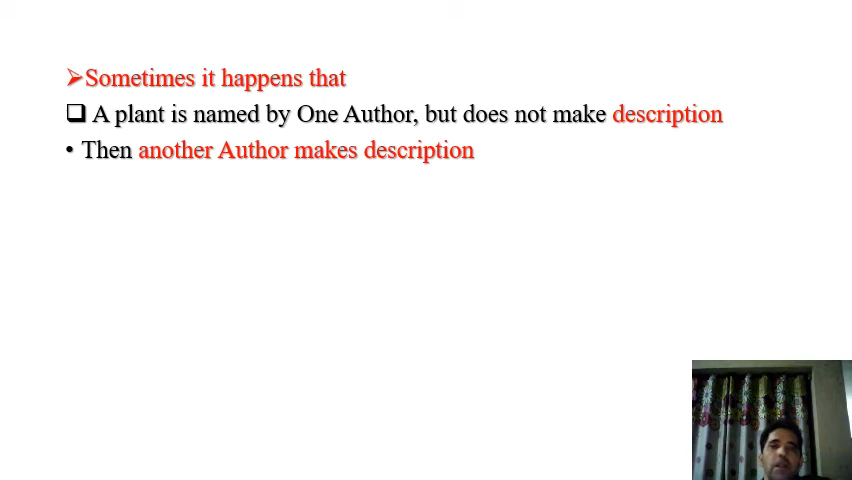 Sometimes it happens that
A plant is named by One Author, but does not make description
• Then another Author makes description